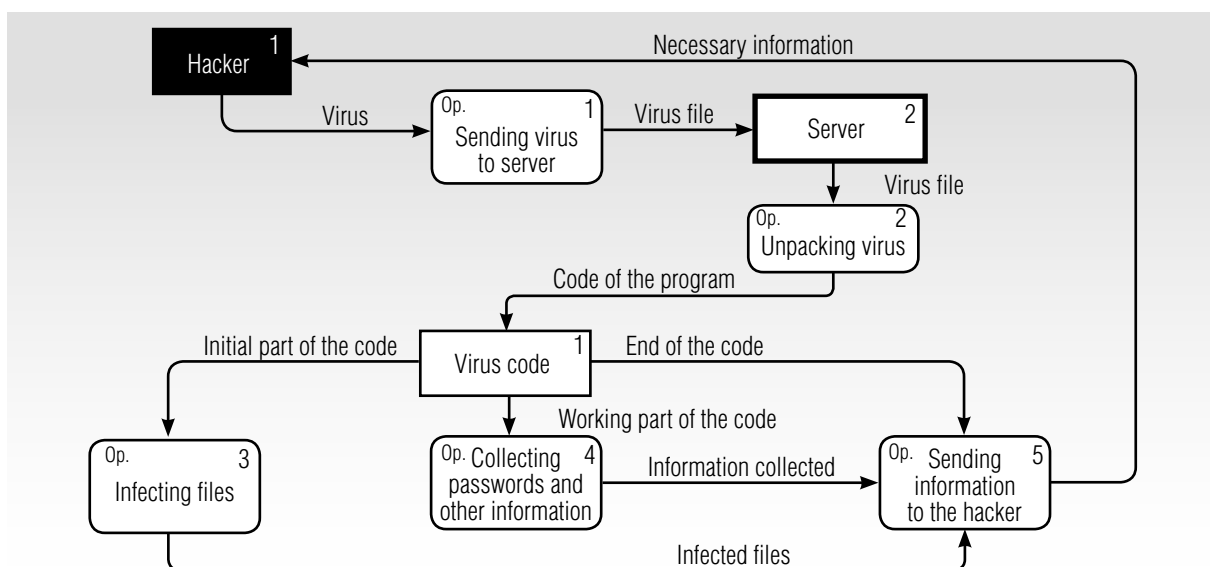 Hacker
1
Necessary information
Virus
Op.
1
Sending virus
to server
Virus file
Server
2
Virus file
Op.
2
Unpacking virus
Code of the program
Initial part of the code
Virus code
1
End of the code
Working part of the code
Op.
3
Infecting files
Op. Collecting 4
passwords and
other information
Information collected
Op. Sending 5
information
to the hacker
Infected files